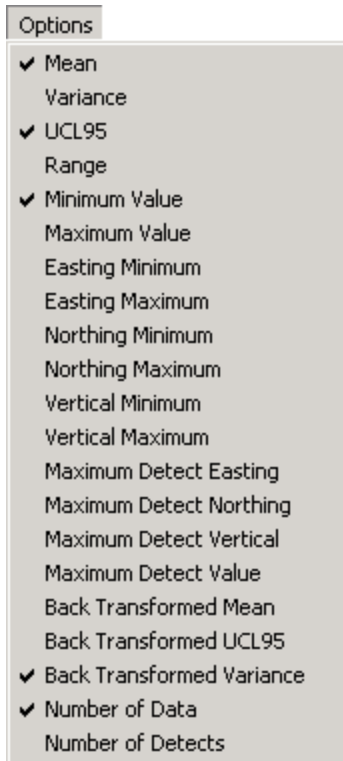 Options
Mean
Variance
UCL95
Range
Minimum Value
Maximum Value
Easting Minimum
Easting Maximum
Northing Minimum
Northing Maximum
Vertical Minimum
Vertical Maximum
Maximum Detect Easting
Maximum Detect Northing
Maximum Detect Vertical
Maximum Detect Value
Back Transformed Mean
Back Transformed UCL95
Back Transformed Variance
Number of Data
Number of Detects